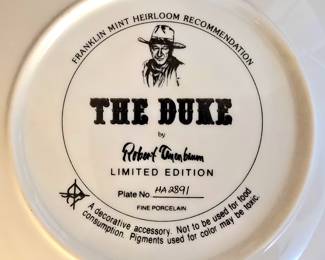 FRANKLIN MINT HEIRLOOM RECOMMENDATION
THE DUKE
by
Robert Tanenbaum
LIMITED EDITION
Plate No. HA2891
FINE PORCELAIN
A decorative accessory. Not to be used for food
consumption. Pigments used for color may be toxic.